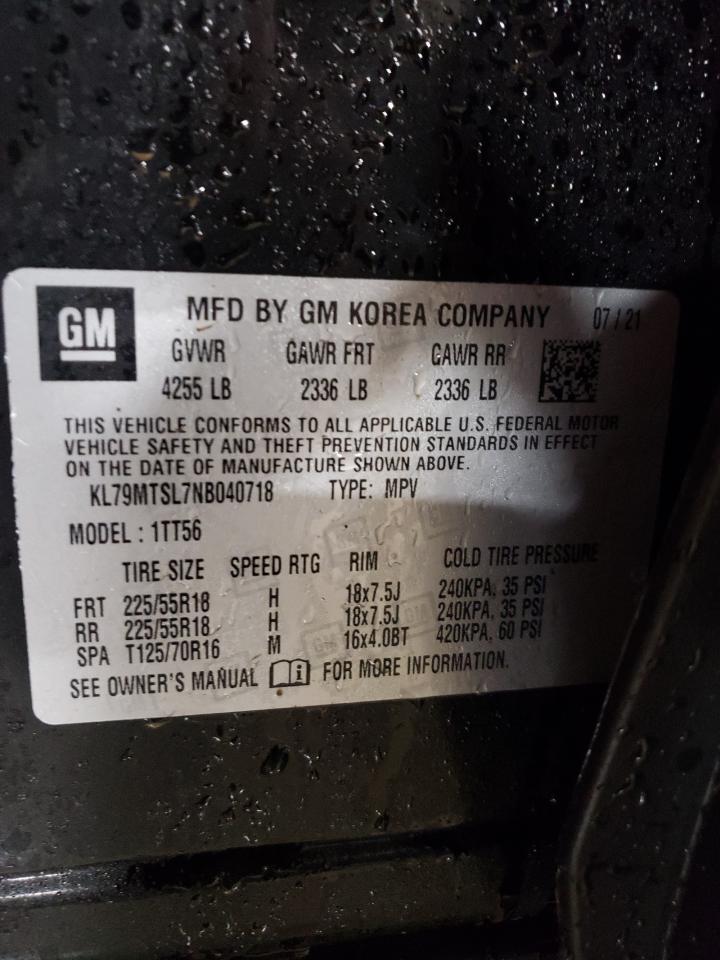 GM MFD BY GM KOREA COMPANY 07/21
GVWR GAWR FRT GAWR RR
4255 LB 2336 LB 2336 LB
THIS VEHICLE CONFORMS TO ALL APPLICABLE U.S. FEDERAL MOTOR
VEHICLE SAFETY AND THEFT PREVENTION STANDARDS IN EFFECT
ON THE DATE OF MANUFACTURE SHOWN ABOVE.
KL79MTSL7NB040718 TYPE: MPV
MODEL : 1TT56
TIRE SIZE SPEED RTG RIM COLD TIRE PRESSURE
FRT 225/55R18 H 18x7.5J 240KPA, 35 PSI
RR 225/55R18 H 18x7.5J 240KPA, 35 PSI
SPA T125/70R16 M 16x4.0BT 420KPA, 60 PSI
SEE OWNER'S MANUAL i FOR MORE INFORMATION.